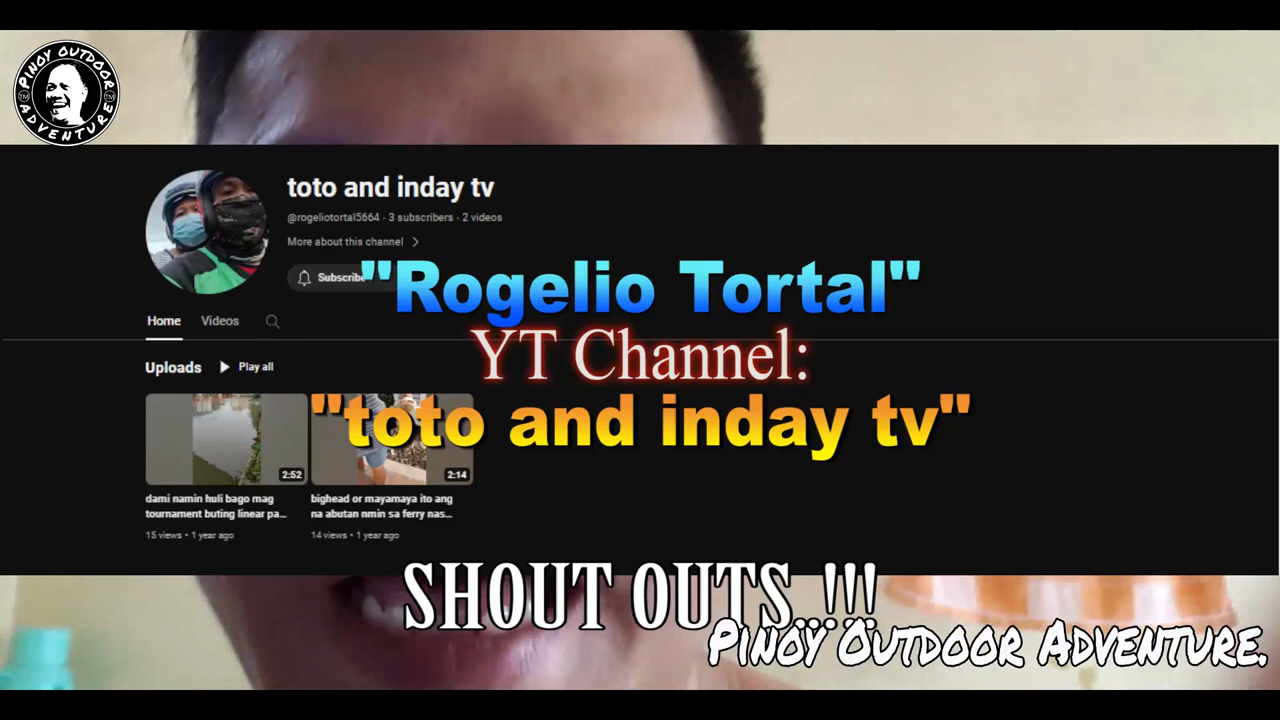 PINOY OUTDOOR
TM TM
ADVENTURE
toto and inday tv
@rogeliotortal5664 · 3 subscribers · 2 videos
More about this channel >
Subscribe
"Rogelio Tortal"
Home Videos
YT Channel:
Uploads ▶ Play all
"toto and inday tv"
2:52 2:14
dami namin huli bago mag
tournament buting linear pa...
15 views • 1 year ago
bighead or mayamaya ito ang
na abutan nmin sa ferry nas...
14 views • 1 year ago
SHOUT OUTS..!!!
PINOY OUTDOOR ADVENTURE.